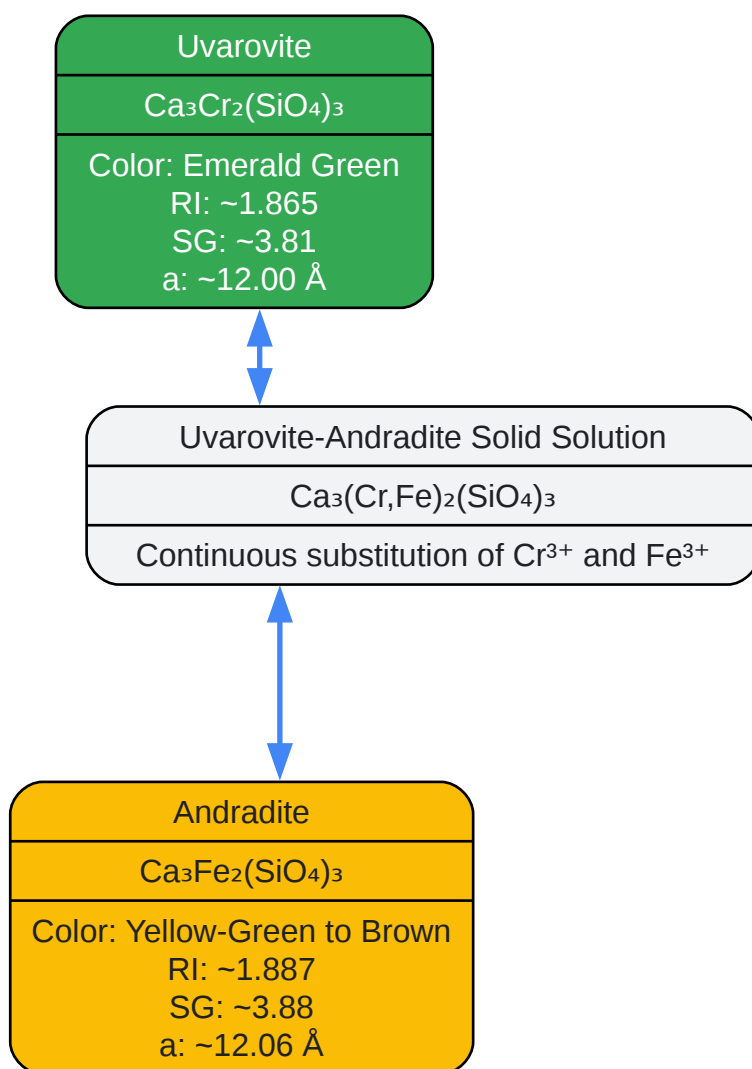 Uvarovite
Ca₃Cr₂(SiO₄)₃
Color: Emerald Green
RI: ~1.865
SG: ~3.81
a: ~12.00 Å
Uvarovite-Andradite Solid Solution
Ca₃(Cr,Fe)₂(SiO₄)₃
Continuous substitution of Cr³⁺ and Fe³⁺
Andradite
Ca₃Fe₂(SiO₄)₃
Color: Yellow-Green to Brown
RI: ~1.887
SG: ~3.88
a: ~12.06 Å